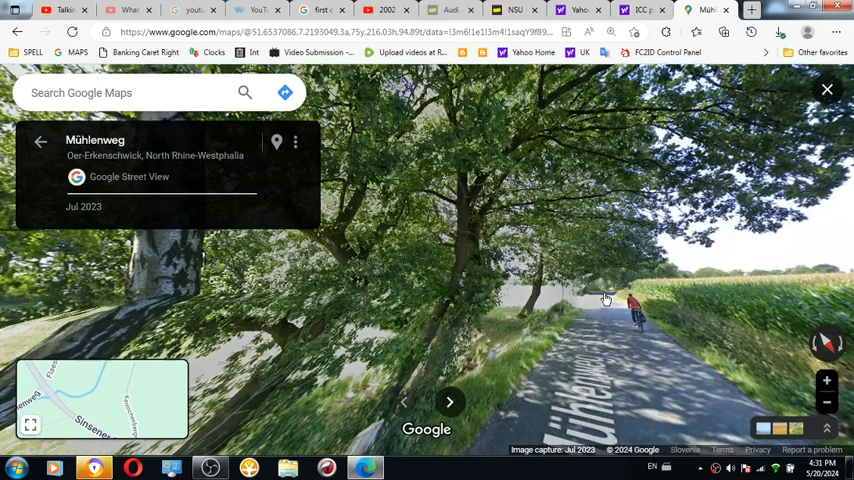 Talkin
What
youtu
YouTu
first c
2002
Audi
NSU
Yaho
ICC p
Mühl
https://www.google.com/maps/@51.6537086,7.2193049,3a,75y,216.03h,94.89t/data=!3m6!1e1!3m4!1saqY9f89...
SPELL
MAPS
Banking Caret Right
Clocks
Int
Video Submission -...
Upload videos at R...
Yahoo Home
FC2ID Control Panel
Other favorites
Search Google Maps
Mühlenweg
Oer-Erkenschwick, North Rhine-Westphalia
Google Street View
Jul 2023
Mühlenweg
Flaes
lenweg
Sinsener
Google
Image capture: Jul 2023 © 2024 Google Slovenia Terms Privacy Report a problem
EN
4:31 PM
5/20/2024